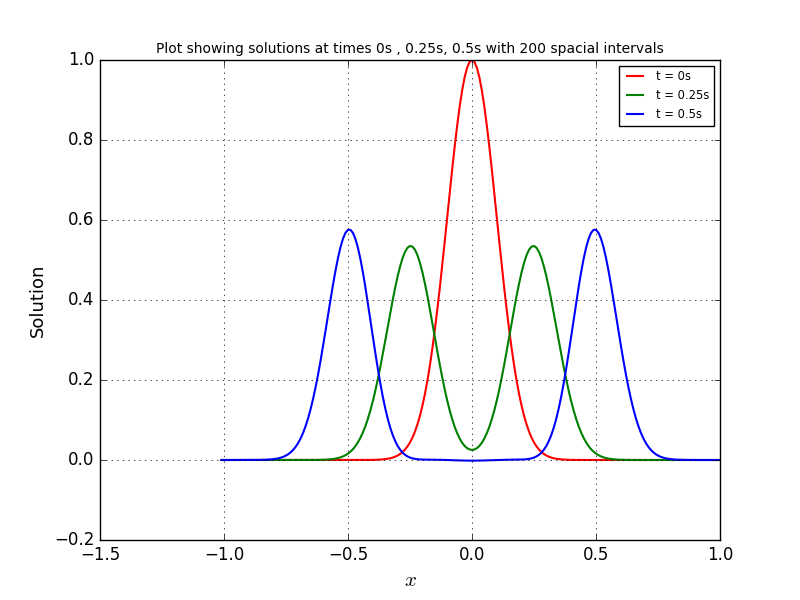 Plot showing solutions at times 0s , 0.25s, 0.5s with 200 spacial intervals
1.0
0.8
0.6
0.4
0.2
0.0
−0.2
Solution
t = 0s
t = 0.25s
t = 0.5s
−1.5 −1.0 −0.5 0.0 0.5 1.0
x